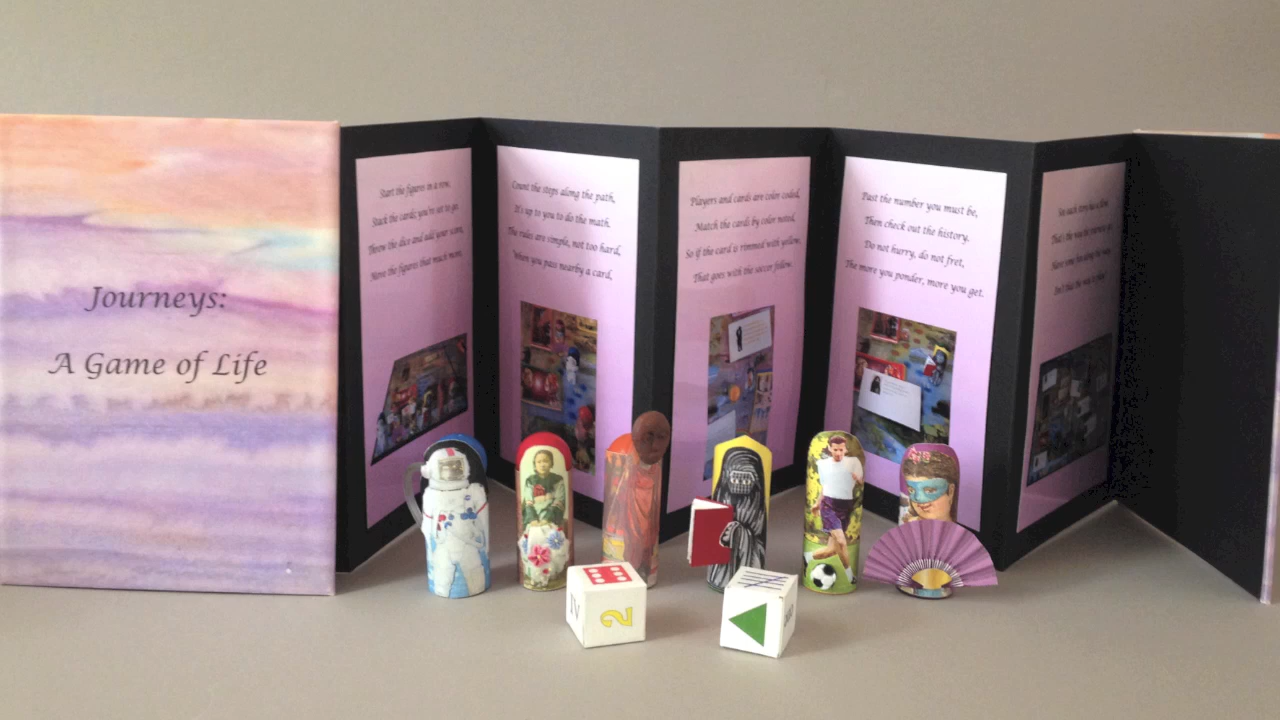 Journeys:
A Game of Life
Start the figures in a row,
Stack the cards; you're set to go.
Throw the dice and add your score,
Move the figures that much more.
Count the steps along the path,
It's up to you to do the math.
The rules are simple, not too hard,
When you pass nearby a card,
Players and cards are color coded,
Match the cards by color noted,
So if the card is rimmed with yellow,
That goes with the soccer fellow.
Past the number you must be,
Then check out the history.
Do not hurry, do not fret,
The more you ponder, more you get.
IV
2